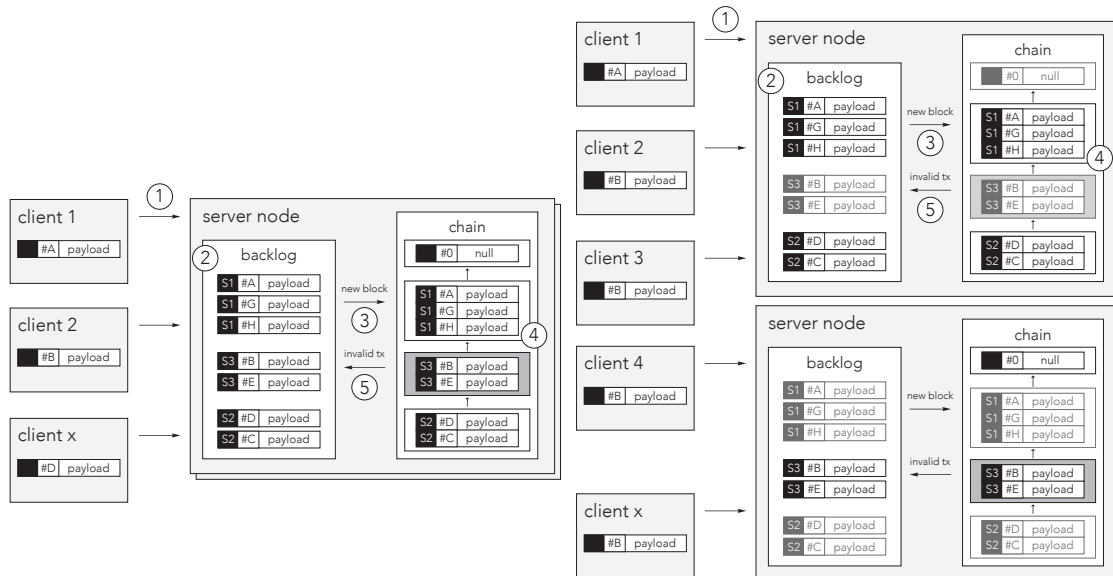 client 1
#A payload
client 2
#B payload
client x
#D payload
1
server node
2
backlog
S1 #A payload
S1 #G payload
S1 #H payload
S3 #B payload
S3 #E payload
S2 #D payload
S2 #C payload
new block
3
invalid tx
5
chain
#0 null
S1 #A payload
S1 #G payload
S1 #H payload
4
S3 #B payload
S3 #E payload
S2 #D payload
S2 #C payload
client 1
#A payload
client 2
#B payload
client 3
#B payload
client 4
#B payload
client x
#B payload
1
server node
2
backlog
S1 #A payload
S1 #G payload
S1 #H payload
S3 #B payload
S3 #E payload
S2 #D payload
S2 #C payload
new block
3
invalid tx
5
chain
#0 null
S1 #A payload
S1 #G payload
S1 #H payload
4
S3 #B payload
S3 #E payload
S2 #D payload
S2 #C payload
server node
backlog
S1 #A payload
S1 #G payload
S1 #H payload
S3 #B payload
S3 #E payload
S2 #D payload
S2 #C payload
new block
invalid tx
chain
#0 null
S1 #A payload
S1 #G payload
S1 #H payload
S3 #B payload
S3 #E payload
S2 #D payload
S2 #C payload